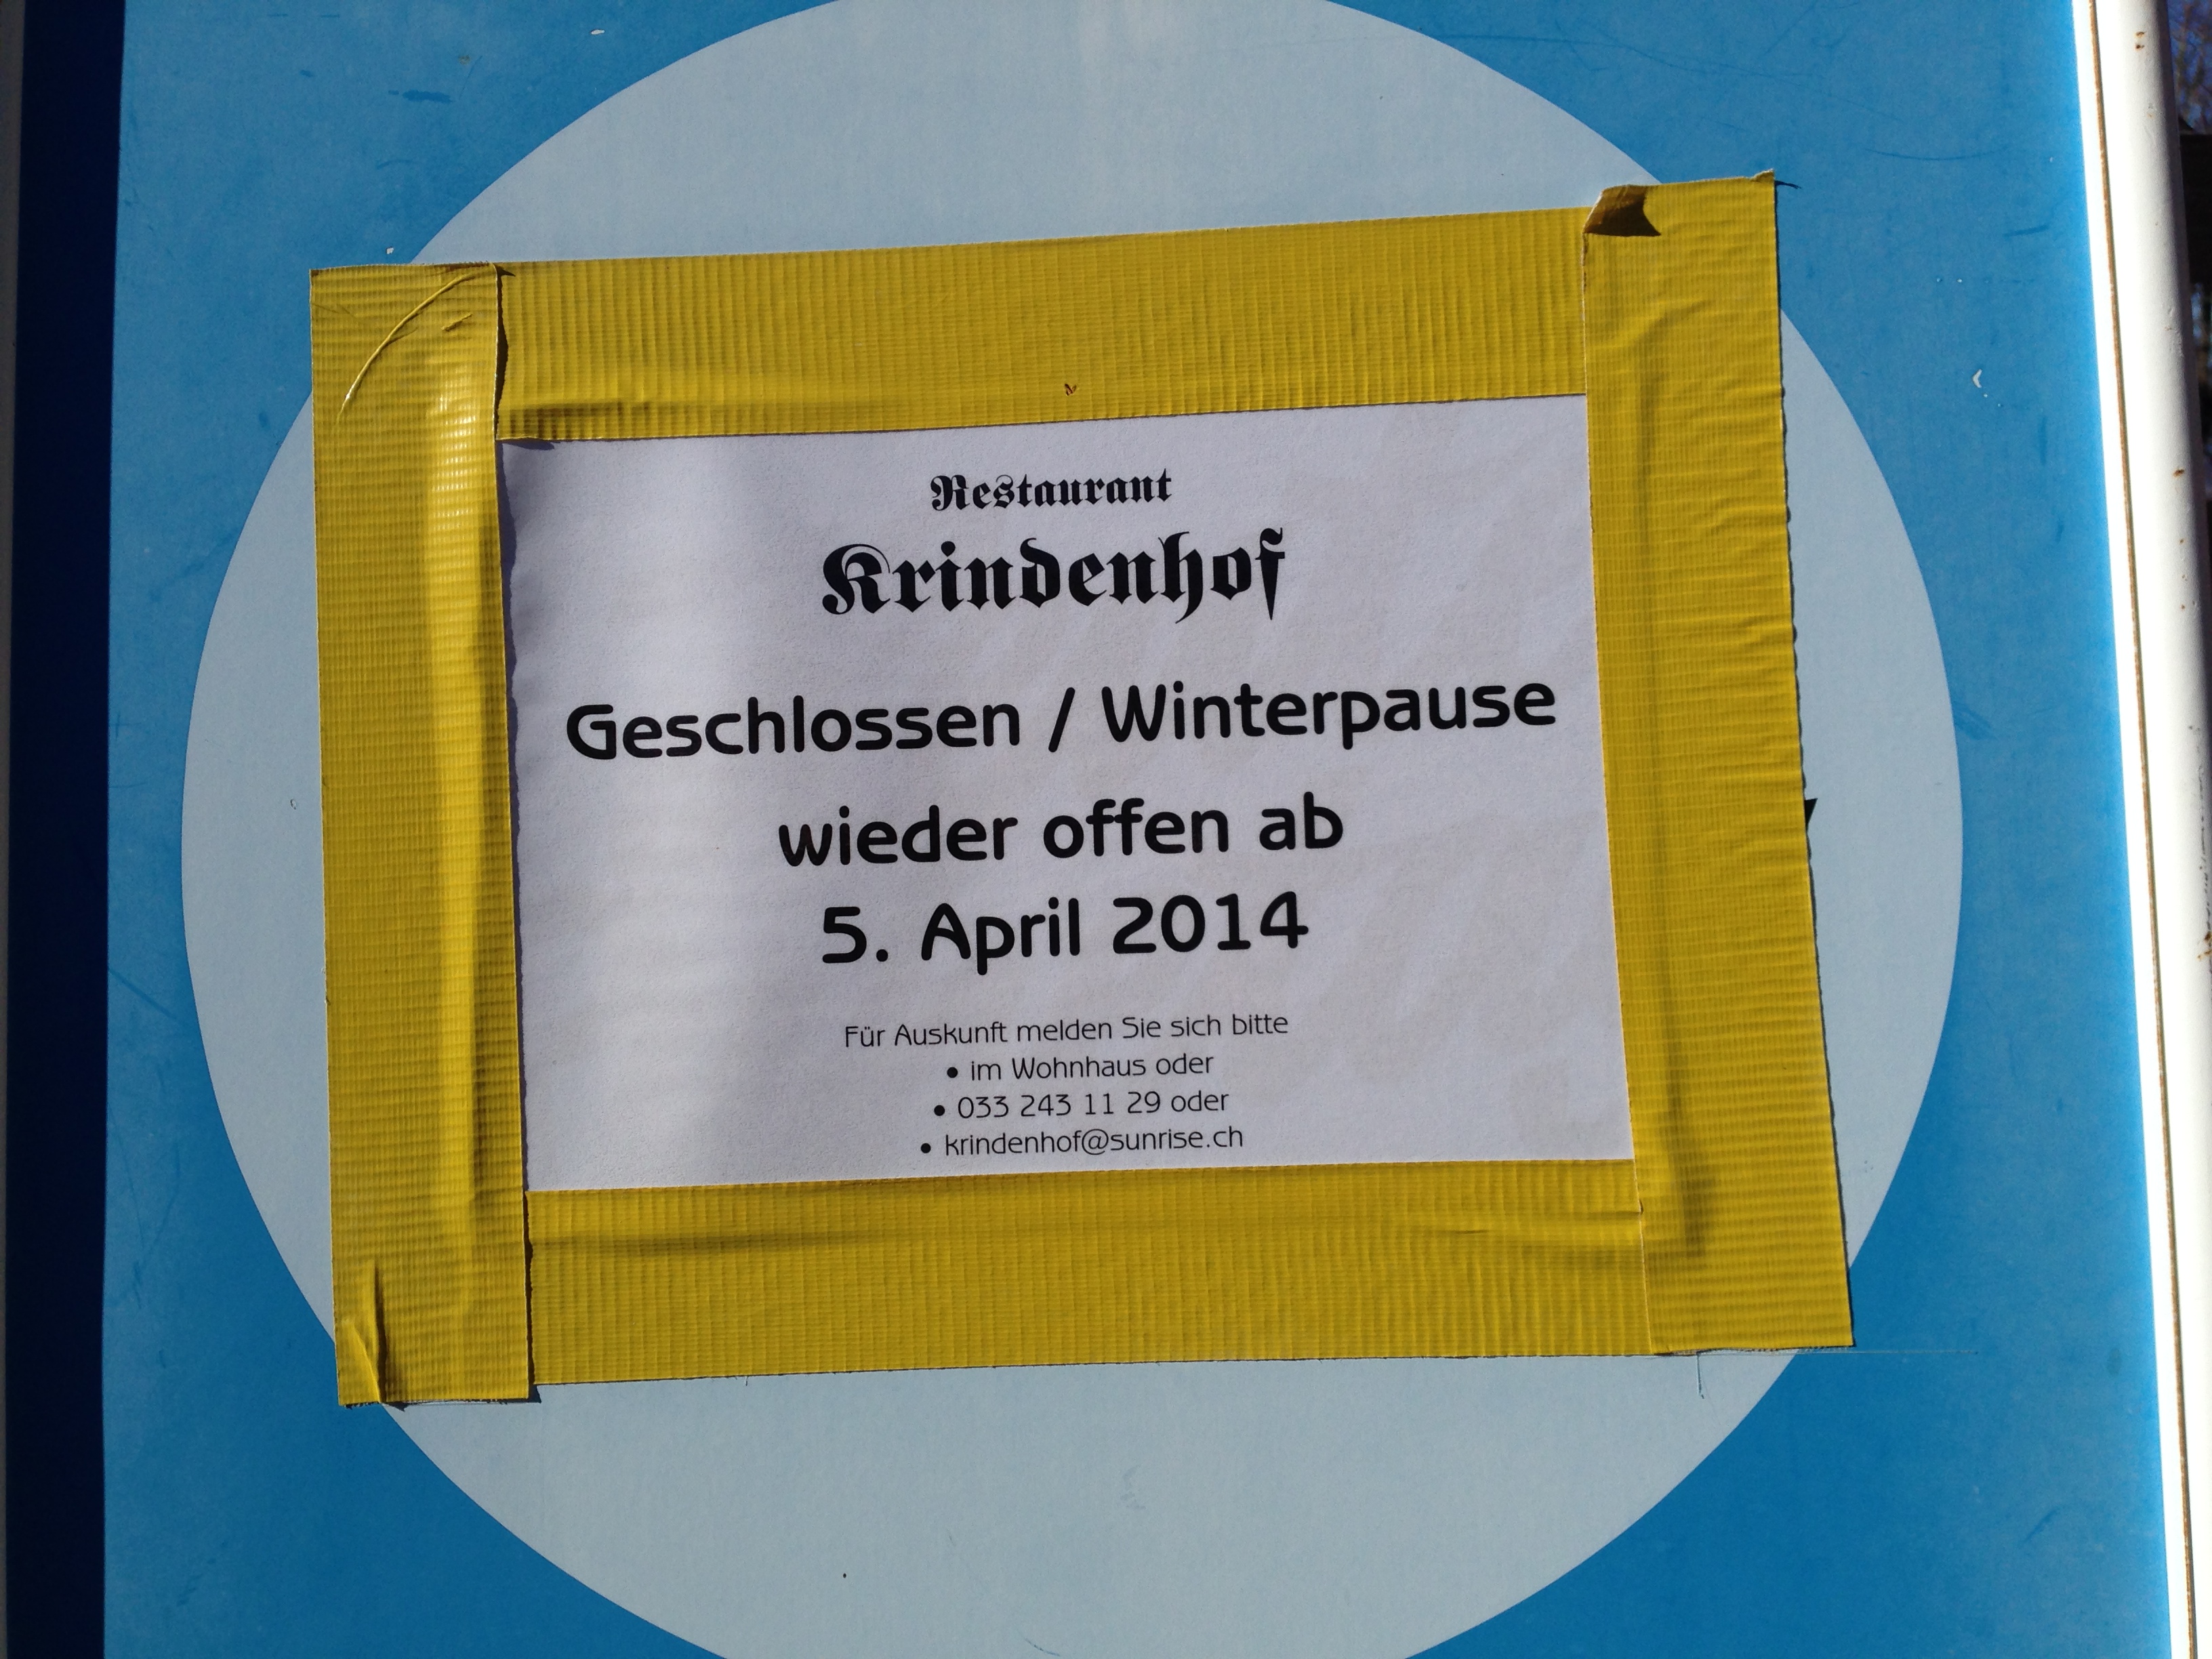 Restaurant
Krindenhof
Geschlossen / Winterpause
wieder offen ab
5. April 2014
Für Auskunft melden Sie sich bitte
• im Wohnhaus oder
• 033 243 11 29 oder
• krindenhof@sunrise.ch